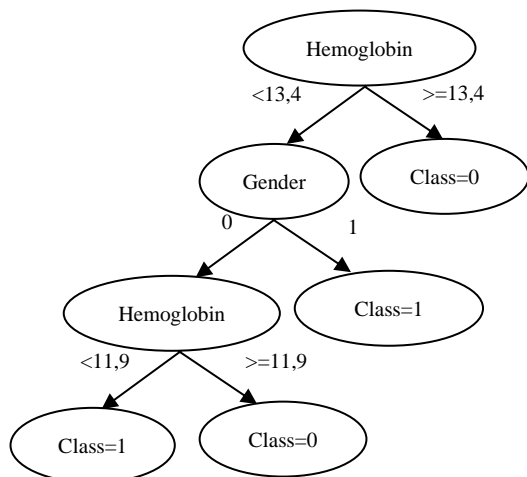 Hemoglobin
<13,4
>=13,4
Gender
Class=0
0
1
Hemoglobin
Class=1
<11,9
>=11,9
Class=1
Class=0